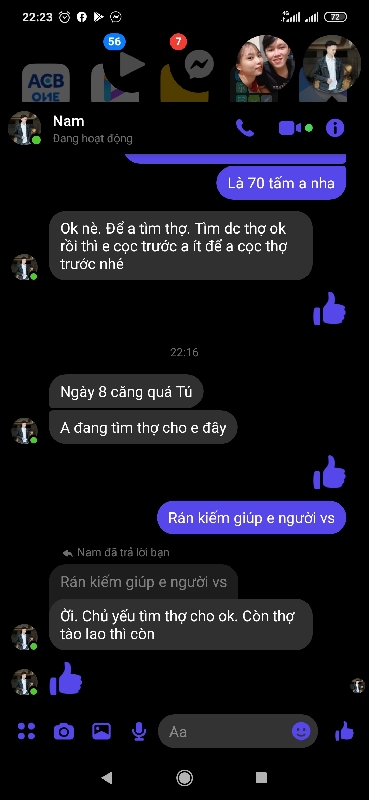 22:23
4G
72
56
7
ACB
ONE
Nam
Đang hoạt động
Là 70 tấm a nha
Ok nè. Để a tìm thợ. Tìm dc thợ ok
rồi thì e cọc trước a ít để a cọc thợ
trước nhé
22:16
Ngày 8 căng quá Tú
A đang tìm thợ cho e đây
Rán kiếm giúp e người vs
Nam đã trả lời bạn
Rán kiếm giúp e người vs
Ời. Chủ yếu tìm thợ cho ok. Còn thợ
tào lao thì còn
Aa